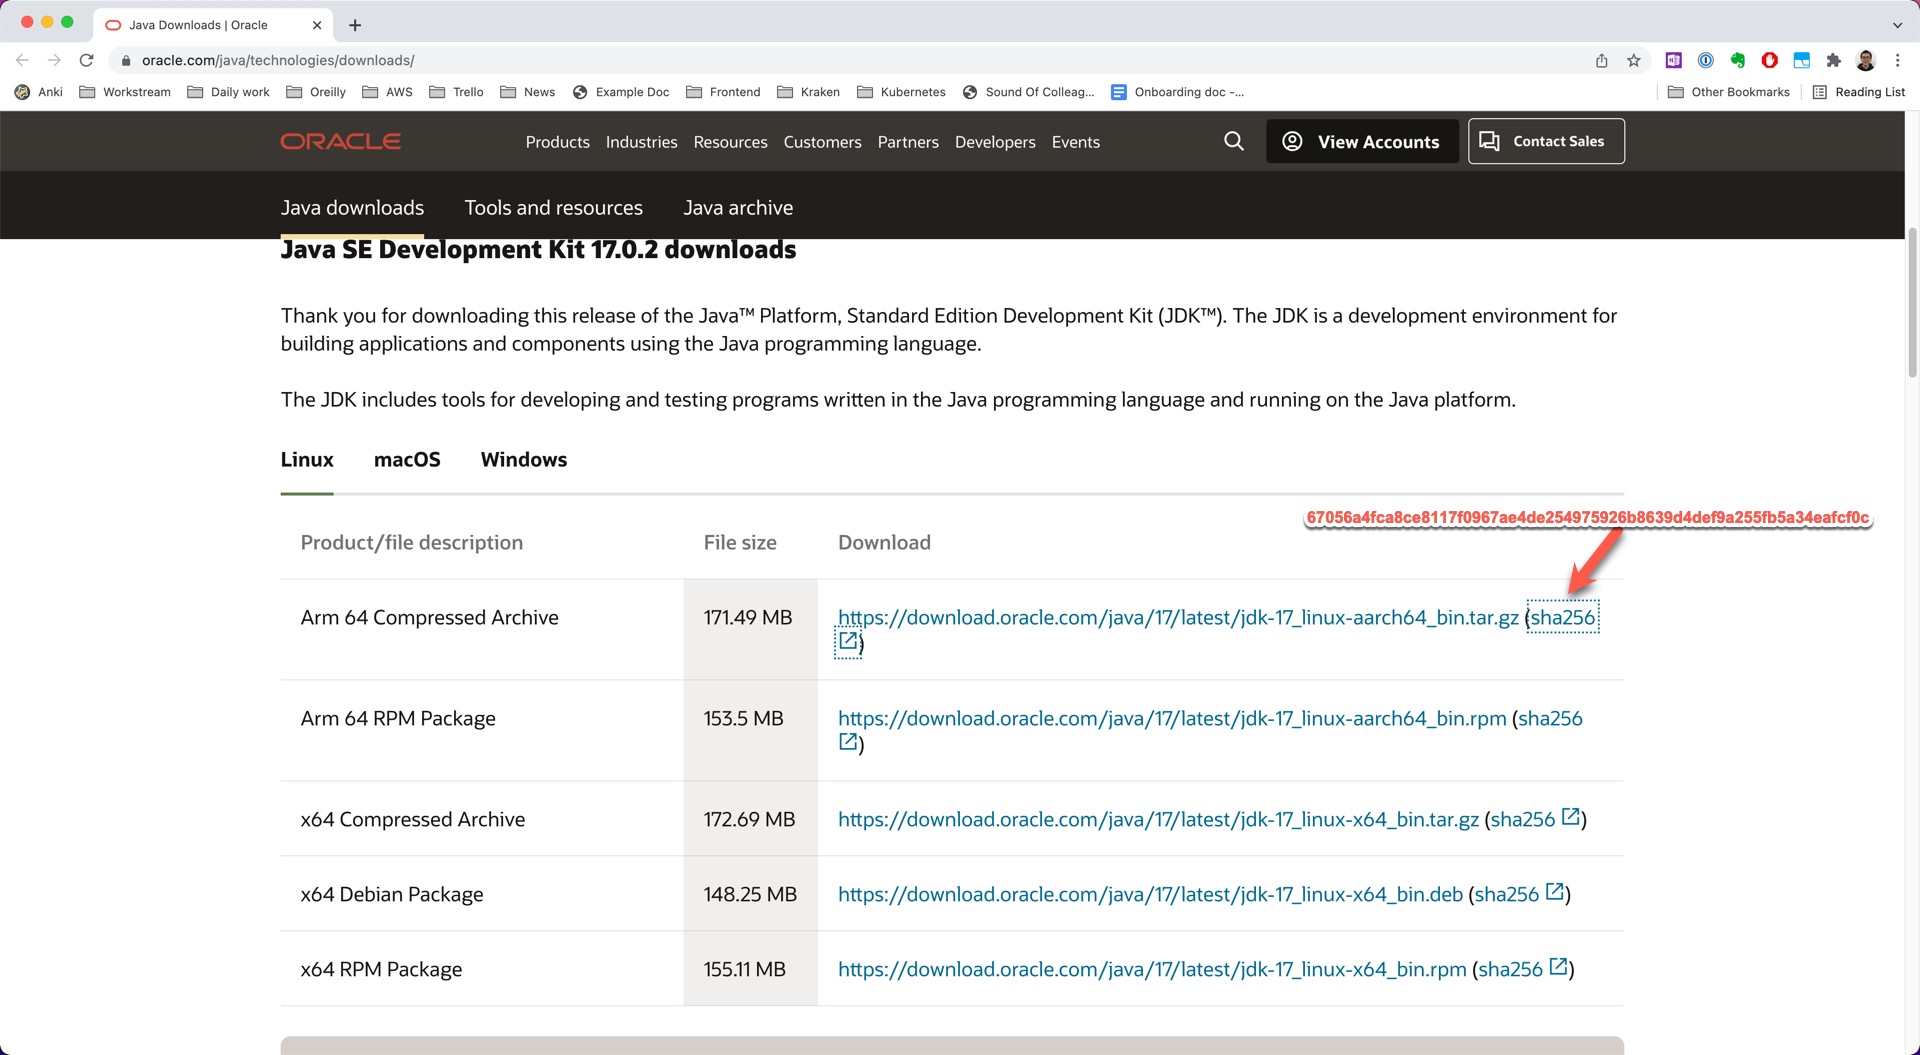 Java Downloads | Oracle
oracle.com/java/technologies/downloads/
Anki Workstream Daily work Oreilly AWS Trello News Example Doc Frontend Kraken Kubernetes Sound Of Colleag... Onboarding doc -... Other Bookmarks Reading List
ORACLE Products Industries Resources Customers Partners Developers Events View Accounts Contact Sales
Java downloads Tools and resources Java archive
Java SE Development Kit 17.0.2 downloads
Thank you for downloading this release of the Java™ Platform, Standard Edition Development Kit (JDK™). The JDK is a development environment for
building applications and components using the Java programming language.
The JDK includes tools for developing and testing programs written in the Java programming language and running on the Java platform.
Linux macOS Windows
67056a4fca8ce8117f0967ae4de254975926b8639d4def9a255fb5a34eafcf0c
Product/file description File size Download
Arm 64 Compressed Archive 171.49 MB https://download.oracle.com/java/17/latest/jdk-17_linux-aarch64_bin.tar.gz (sha256
)
Arm 64 RPM Package 153.5 MB https://download.oracle.com/java/17/latest/jdk-17_linux-aarch64_bin.rpm (sha256
)
x64 Compressed Archive 172.69 MB https://download.oracle.com/java/17/latest/jdk-17_linux-x64_bin.tar.gz (sha256 )
x64 Debian Package 148.25 MB https://download.oracle.com/java/17/latest/jdk-17_linux-x64_bin.deb (sha256 )
x64 RPM Package 155.11 MB https://download.oracle.com/java/17/latest/jdk-17_linux-x64_bin.rpm (sha256 )